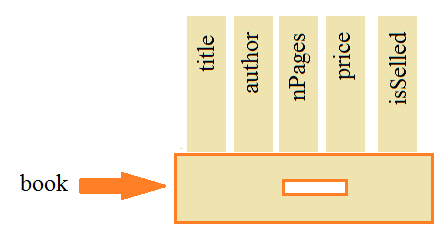 title
author
nPages
price
isSelled
book